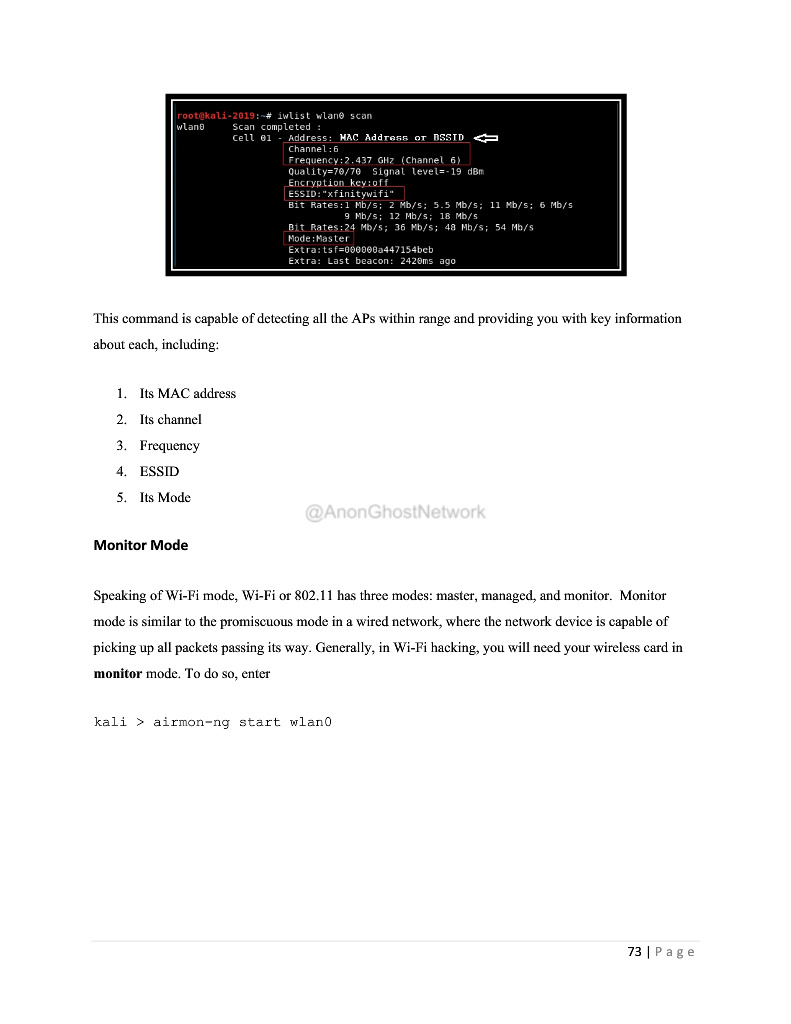 root@kali-2019:~# iwlist wlan0 scan
wlan0 Scan completed :
Cell 01 - Address: MAC Address or BSSID
Channel:6
Frequency:2.437 GHz (Channel 6)
Quality=70/70 Signal level=-19 dBm
Encryption key:off
ESSID:"xfinitywifi"
Bit Rates:1 Mb/s; 2 Mb/s; 5.5 Mb/s; 11 Mb/s; 6 Mb/s
9 Mb/s; 12 Mb/s; 18 Mb/s
Bit Rates:24 Mb/s; 36 Mb/s; 48 Mb/s; 54 Mb/s
Mode:Master
Extra:tsf=000000a447154beb
Extra: Last beacon: 2420ms ago
This command is capable of detecting all the APs within range and providing you with key information
about each, including:
1. Its MAC address
2. Its channel
3. Frequency
4. ESSID
5. Its Mode
@AnonGhostNetwork
Monitor Mode
Speaking of Wi-Fi mode, Wi-Fi or 802.11 has three modes: master, managed, and monitor. Monitor
mode is similar to the promiscuous mode in a wired network, where the network device is capable of
picking up all packets passing its way. Generally, in Wi-Fi hacking, you will need your wireless card in
monitor mode. To do so, enter
kali > airmon-ng start wlan0
73 | Page